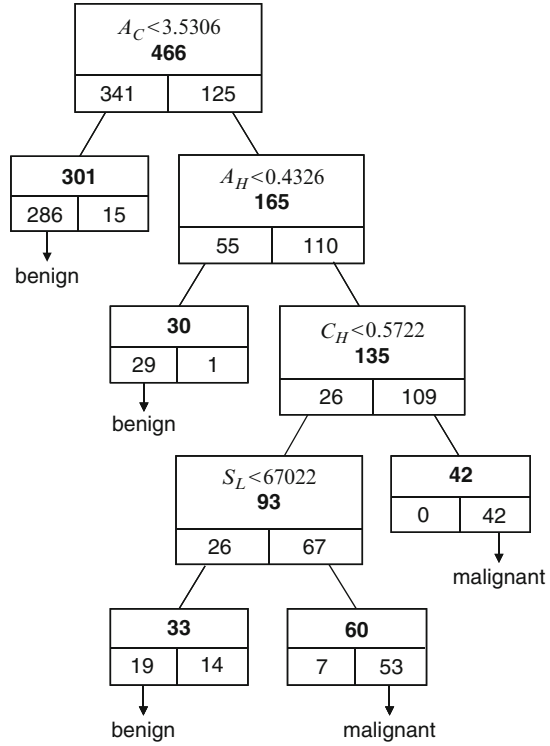 A_C<3.5306
466
341 125
301
286 15
benign
A_H<0.4326
165
55 110
30
29 1
benign
C_H<0.5722
135
26 109
S_L<67022
93
26 67
42
0 42
malignant
33
19 14
benign
60
7 53
malignant